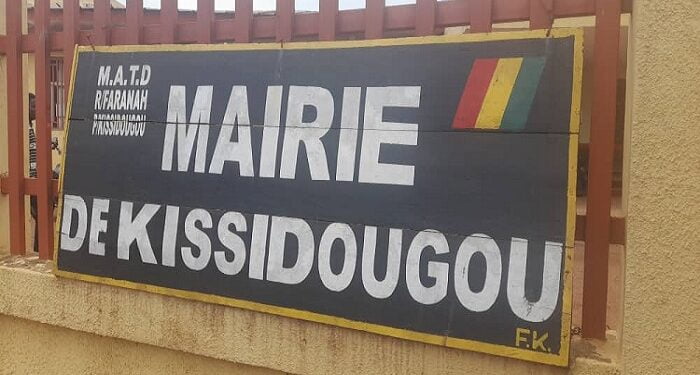 M.A.T.D
R/FARANAH
P/KISSIDOUGOU
MAIRIE
DE KISSIDOUGOU
F.K.